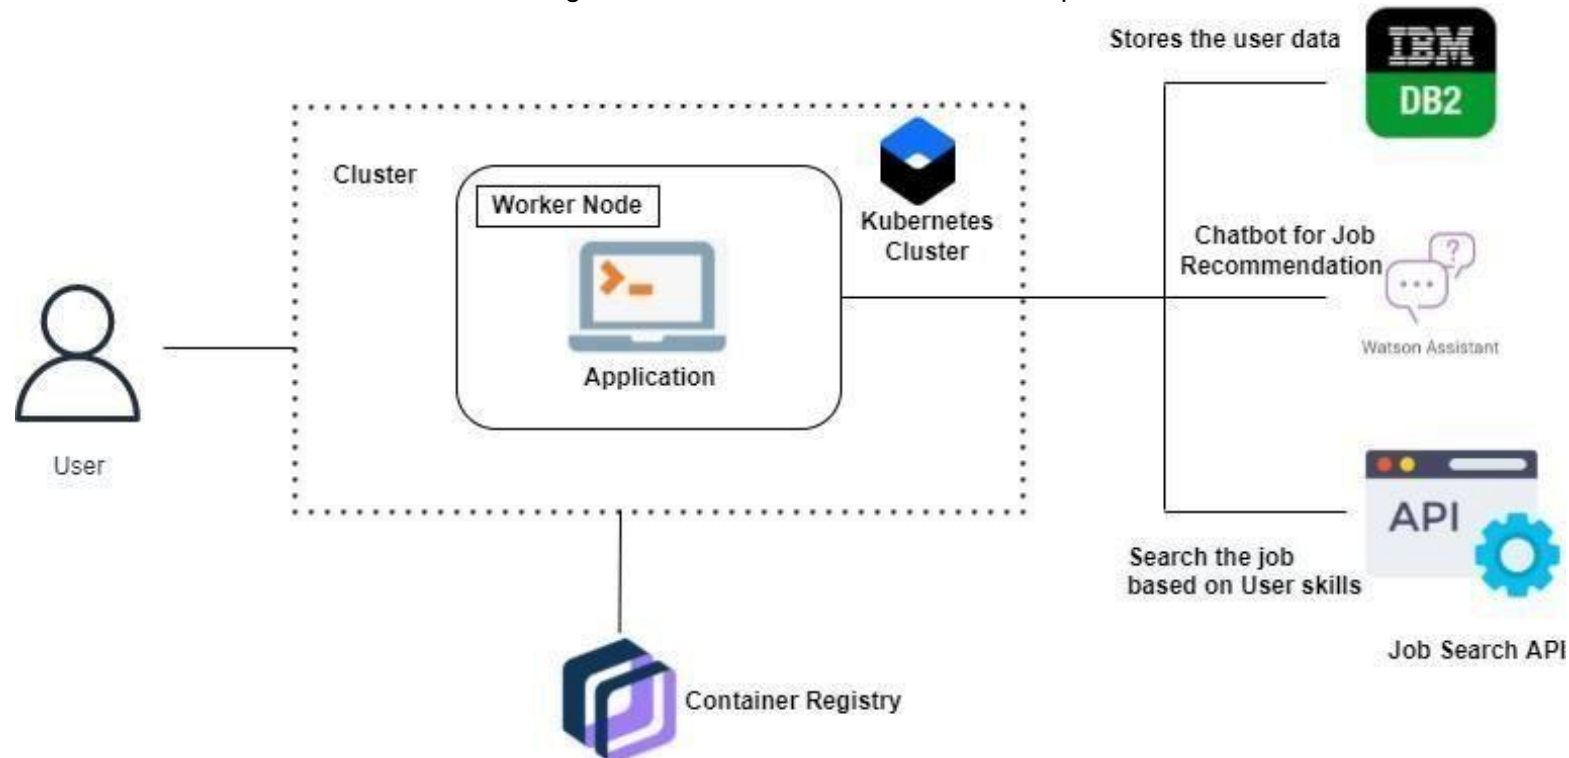 Stores the user data
IBM
DB2
Cluster
Worker Node
Kubernetes
Cluster
Application
Chatbot for Job
Recommendation
Watson Assistant
User
API
Search the job
based on User skills
Job Search API
Container Registry